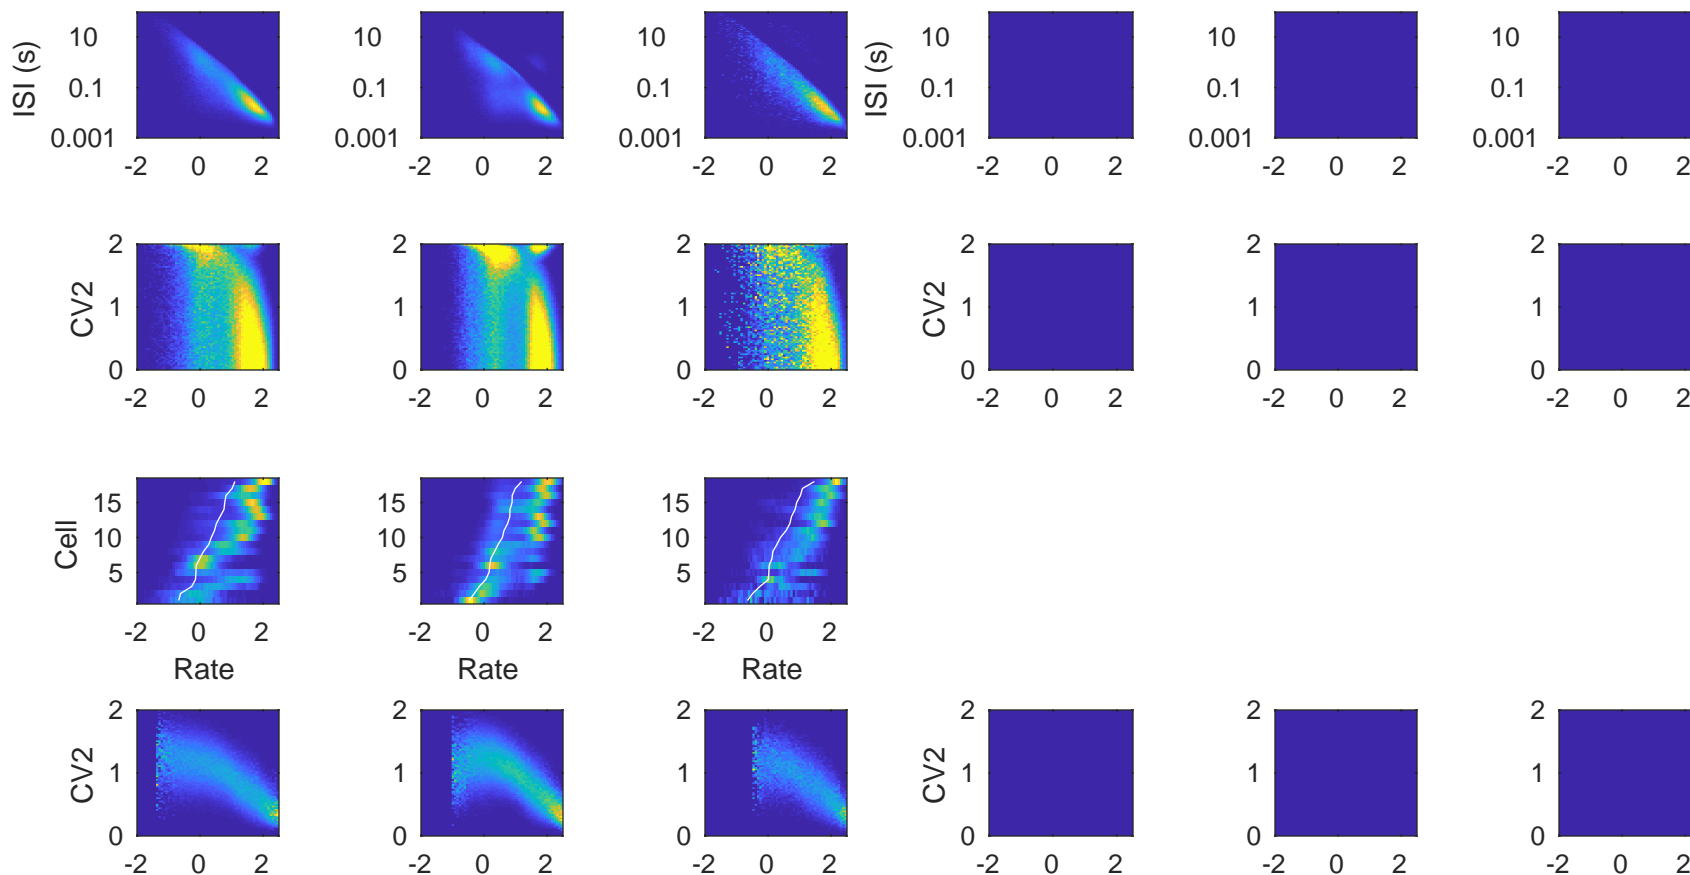 ISI (s)
10 10 10 ISI (s) 10 10 10
0.1 0.1 0.1 0.1 0.1 0.1
0.001 0.001 0.001 0.001 0.001 0.001
-2 0 2 -2 0 2 -2 0 2 -2 0 2 -2 0 2 -2 0 2
CV2 CV2
2 2 2 2 2 2
1 1 1 1 1 1
0 0 0 0 0 0
-2 0 2 -2 0 2 -2 0 2 -2 0 2 -2 0 2 -2 0 2
Cell
15 15 15
10 10 10
5 5 5
-2 0 2 -2 0 2 -2 0 2
Rate Rate Rate
CV2 CV2
2 2 2 2 2 2
1 1 1 1 1 1
0 0 0 0 0 0
-2 0 2 -2 0 2 -2 0 2 -2 0 2 -2 0 2 -2 0 2